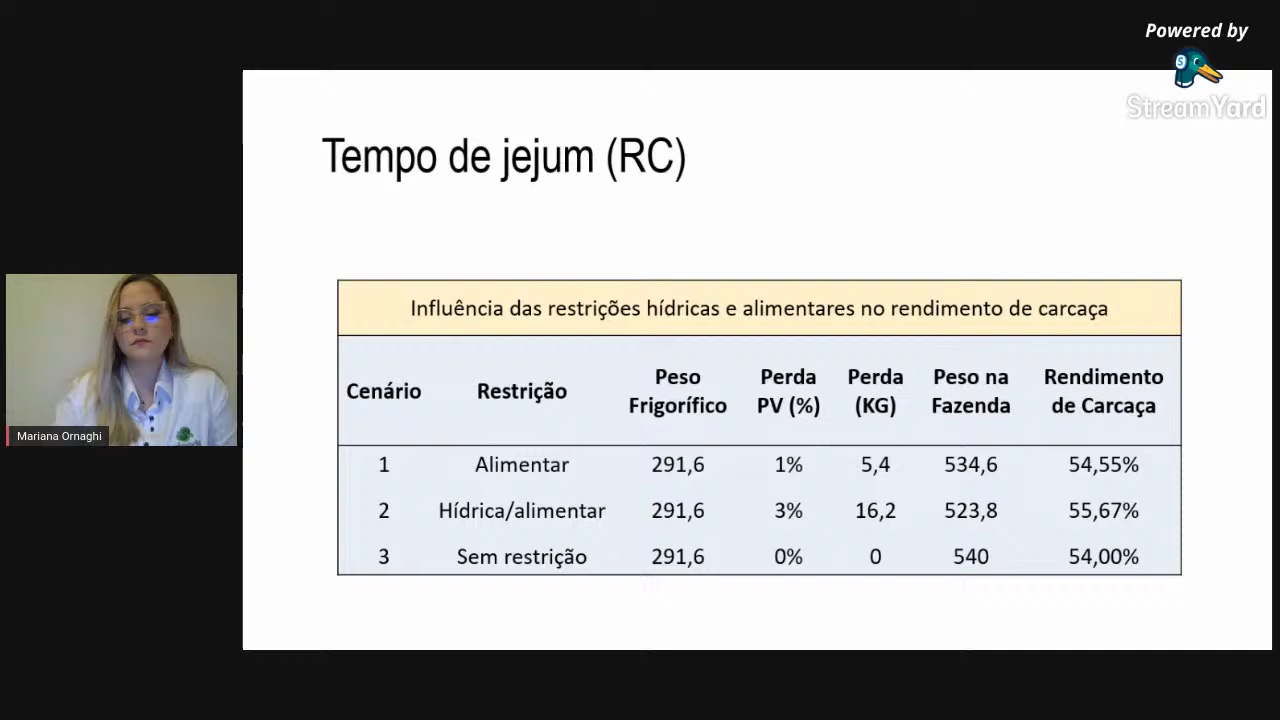 Powered by
StreamYard
Tempo de jejum (RC)
Influência das restrições hídricas e alimentares no rendimento de carcaça
Cenário Restrição Peso Frigorífico Perda PV (%) Perda (KG) Peso na Fazenda Rendimento de Carcaça
1 Alimentar 291,6 1% 5,4 534,6 54,55%
2 Hídrica/alimentar 291,6 3% 16,2 523,8 55,67%
3 Sem restrição 291,6 0% 0 540 54,00%
Mariana Ornaghi